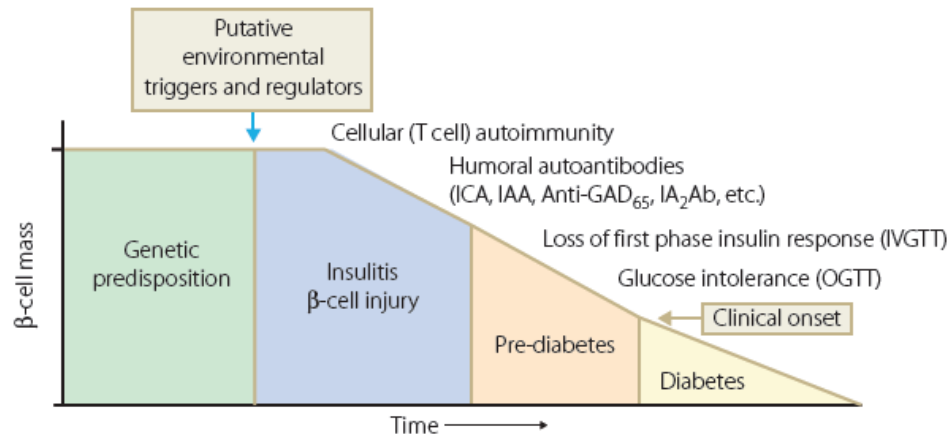 Putative
environmental
triggers and regulators
Cellular (T cell) autoimmunity
Humoral autoantibodies
(ICA, IAA, Anti-GAD₆₅, IA₂Ab, etc.)
Loss of first phase insulin response (IVGTT)
Glucose intolerance (OGTT)
Clinical onset
β-cell mass
Genetic
predisposition
Insulitis
β-cell injury
Pre-diabetes
Diabetes
Time